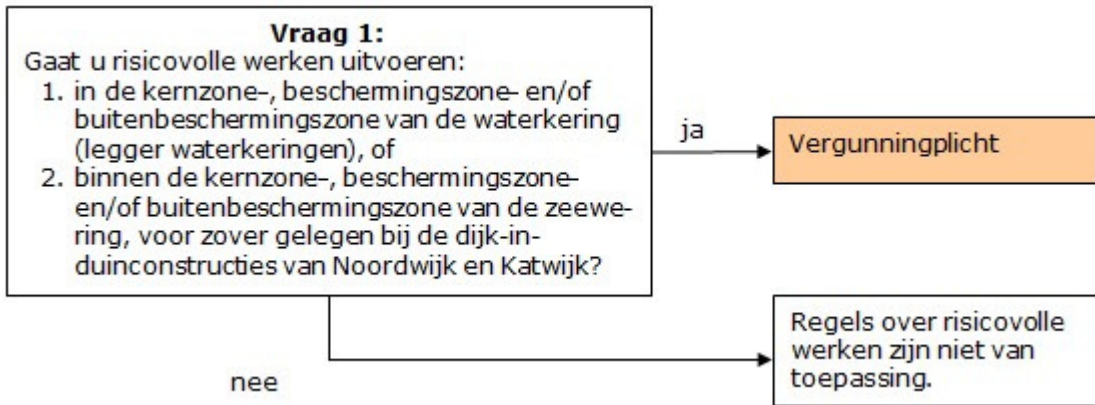 Vraag 1:
Gaat u risicovolle werken uitvoeren:
1. in de kernzone-, beschermingszone- en/of
buitenbeschermingszone van de waterkering
(legger waterkeringen), of
2. binnen de kernzone-, beschermingszone-
en/of buitenbeschermingszone van de zeewe-
ring, voor zover gelegen bij de dijk-in-
duinconstructies van Noordwijk en Katwijk?
ja
Vergunningplicht
Regels over risicovolle
werken zijn niet van
toepassing.
nee